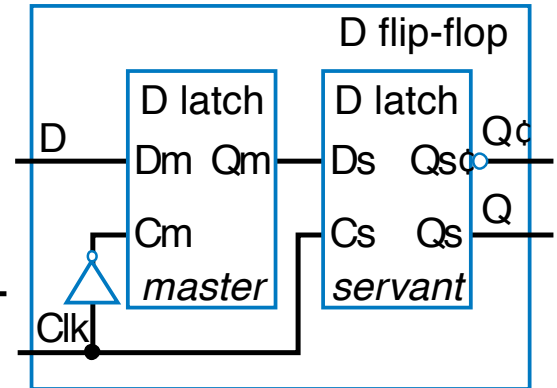 D flip-flop
D latch
D latch
D
Q¢
Dm Qm
Ds Qs¢
Q
Cm
Cs Qs
master
servant
Clk